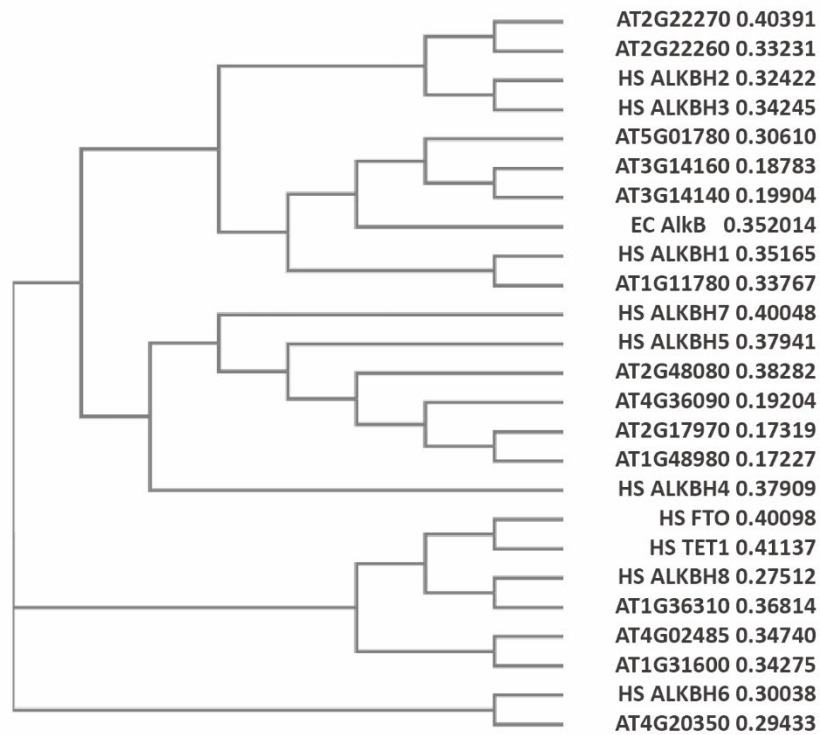 AT2G22270 0.40391
AT2G22260 0.33231
HS ALKBH2 0.32422
HS ALKBH3 0.34245
AT5G01780 0.30610
AT3G14160 0.18783
AT3G14140 0.19904
EC AlkB 0.352014
HS ALKBH1 0.35165
AT1G11780 0.33767
HS ALKBH7 0.40048
HS ALKBH5 0.37941
AT2G48080 0.38282
AT4G36090 0.19204
AT2G17970 0.17319
AT1G48980 0.17227
HS ALKBH4 0.37909
HS FTO 0.40098
HS TET1 0.41137
HS ALKBH8 0.27512
AT1G36310 0.36814
AT4G02485 0.34740
AT1G31600 0.34275
HS ALKBH6 0.30038
AT4G20350 0.29433